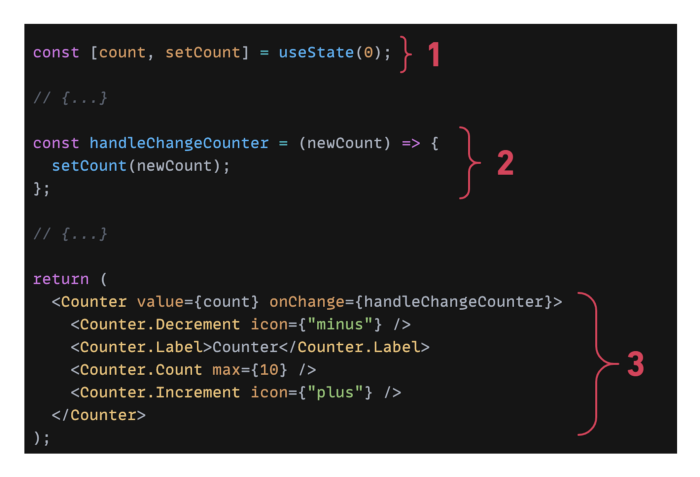 const [count, setCount] = useState(0); 1
// {...}
const handleChangeCounter = (newCount) => {
  setCount(newCount);
};
2
// {...}
return (
  <Counter value={count} onChange={handleChangeCounter}>
    <Counter.Decrement icon={"minus"} />
    <Counter.Label>Counter</Counter.Label>
    <Counter.Count max={10} />
    <Counter.Increment icon={"plus"} />
  </Counter>
);
3